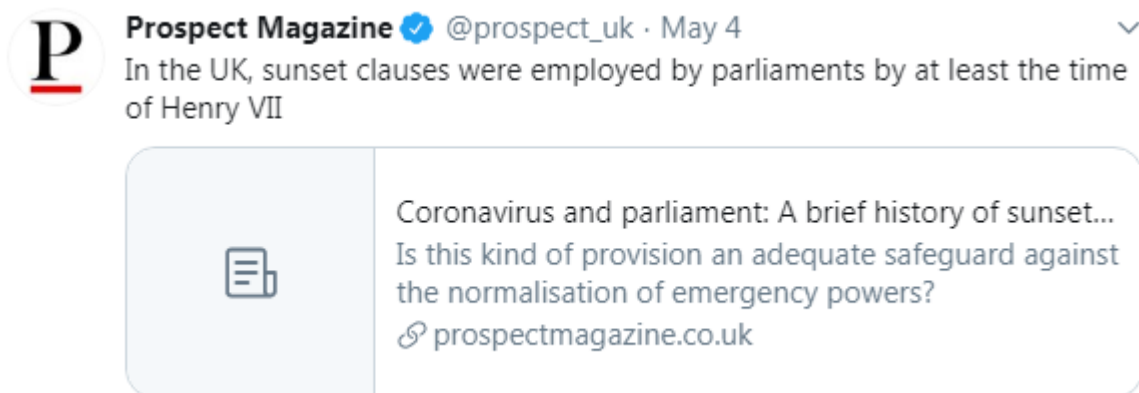 P
Prospect Magazine @prospect_uk · May 4
In the UK, sunset clauses were employed by parliaments by at least the time
of Henry VII
Coronavirus and parliament: A brief history of sunset...
Is this kind of provision an adequate safeguard against
the normalisation of emergency powers?
prospectmagazine.co.uk